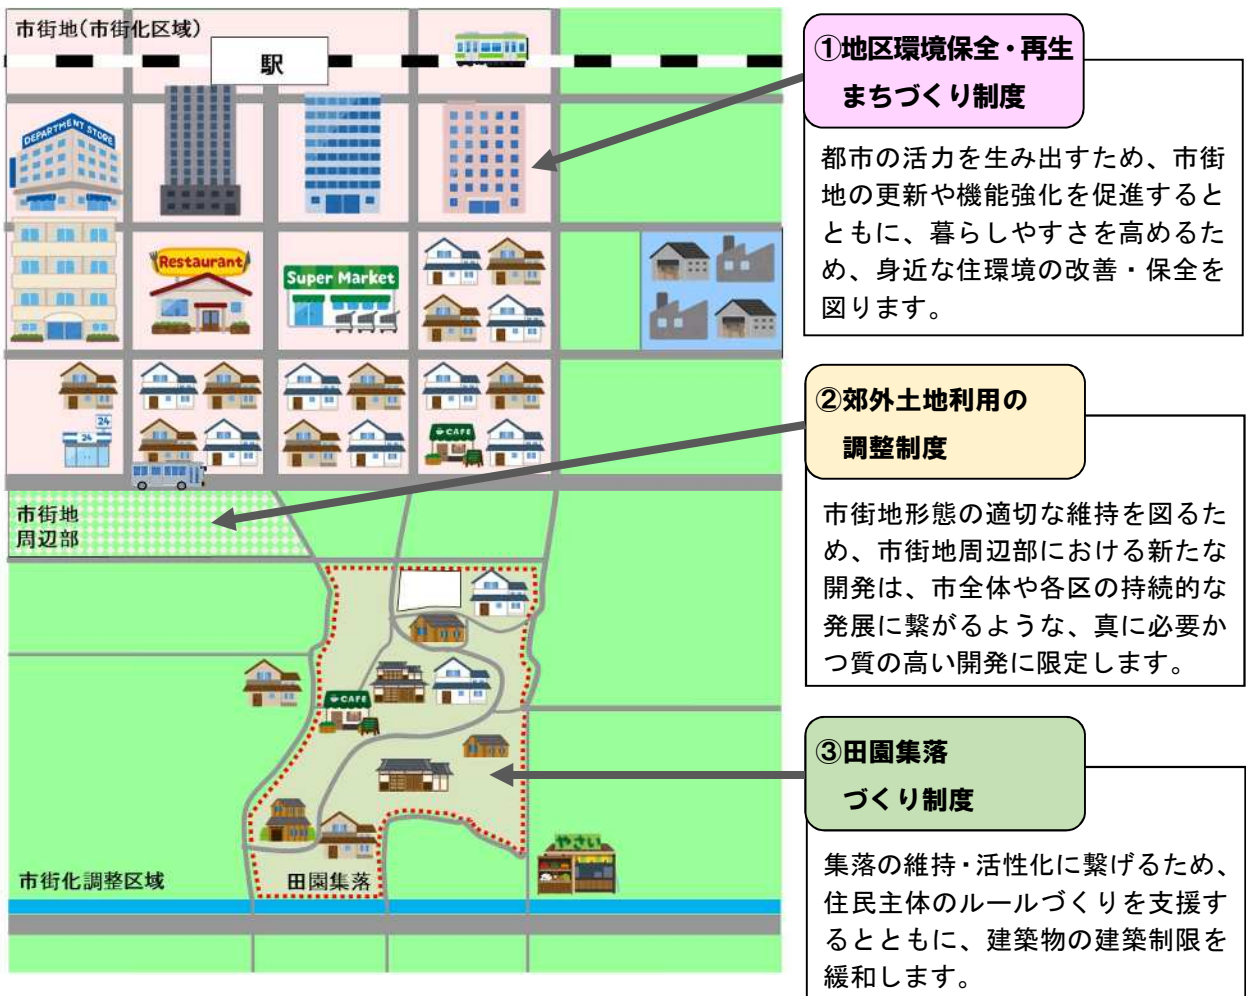 市街地(市街化区域)
駅
DEPARTMENT STORE
Restaurant
Super Market
24
24
CAFE
市街地
周辺部
CAFE
やさい
市街化調整区域
田園集落
①地区環境保全・再生
まちづくり制度
都市の活力を生み出すため、市街
地の更新や機能強化を促進すると
ともに、暮らしやすさを高めるた
め、身近な住環境の改善・保全を
図ります。
②郊外土地利用の
調整制度
市街地形態の適切な維持を図るた
め、市街地周辺部における新たな
開発は、市全体や各区の持続的な
発展に繋がるような、真に必要か
つ質の高い開発に限定します。
③田園集落
づくり制度
集落の維持・活性化に繋げるため、
住民主体のルールづくりを支援す
るとともに、建築物の建築制限を
緩和します。